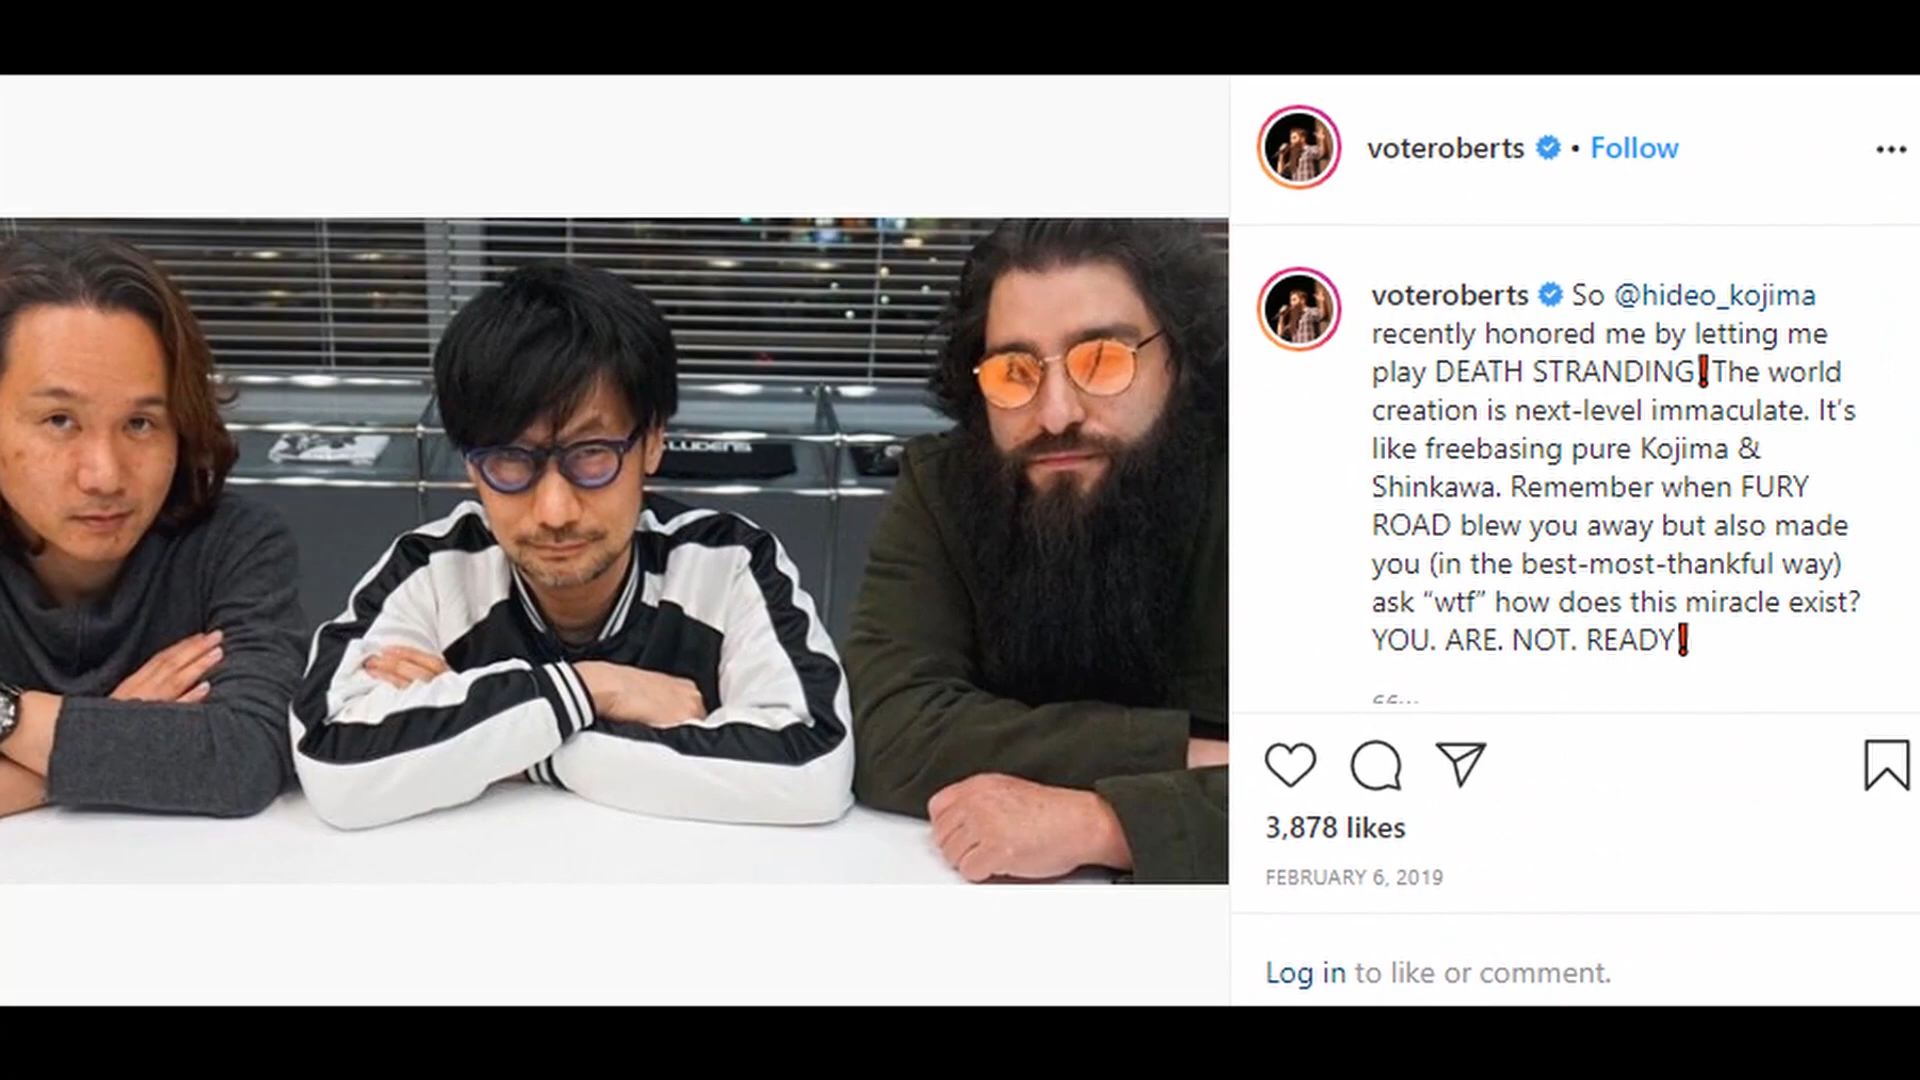 voteroberts • Follow
voteroberts So @hideo_kojima
recently honored me by letting me
play DEATH STRANDING❗The world
creation is next-level immaculate. It's
like freebasing pure Kojima &
Shinkawa. Remember when FURY
ROAD blew you away but also made
you (in the best-most-thankful way)
ask “wtf” how does this miracle exist?
YOU. ARE. NOT. READY❗
3,878 likes
FEBRUARY 6, 2019
Log in to like or comment.
LUDENS